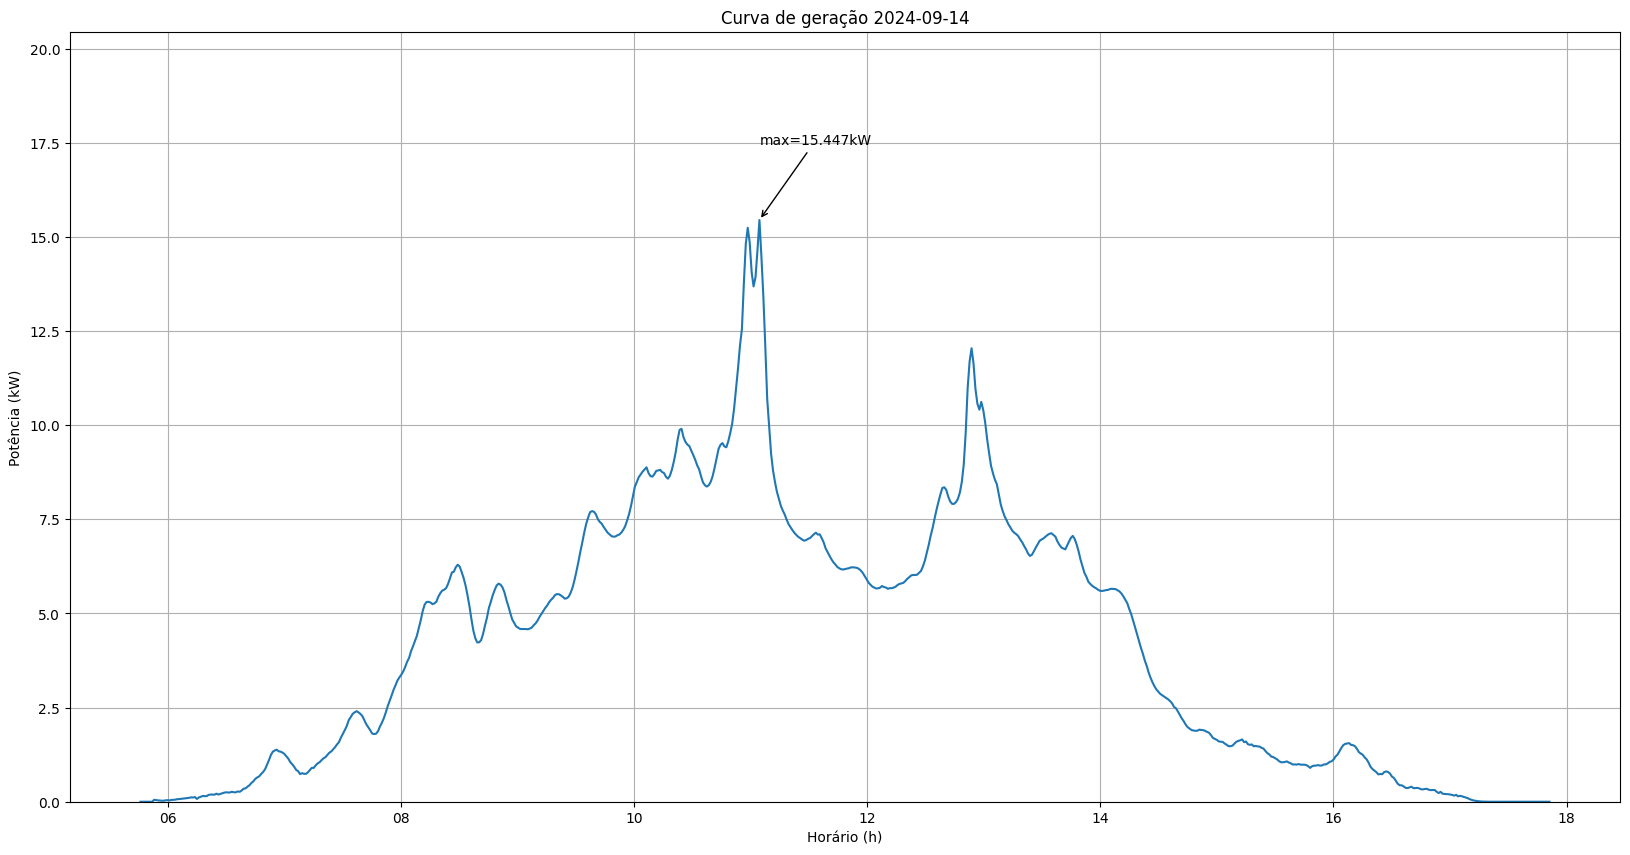 Curva de geração 2024-09-14
20.0
17.5
15.0
12.5
10.0
7.5
5.0
2.5
0.0
Potência (kW)
max=15.447kW
06 08 10 12 14 16 18
Horário (h)